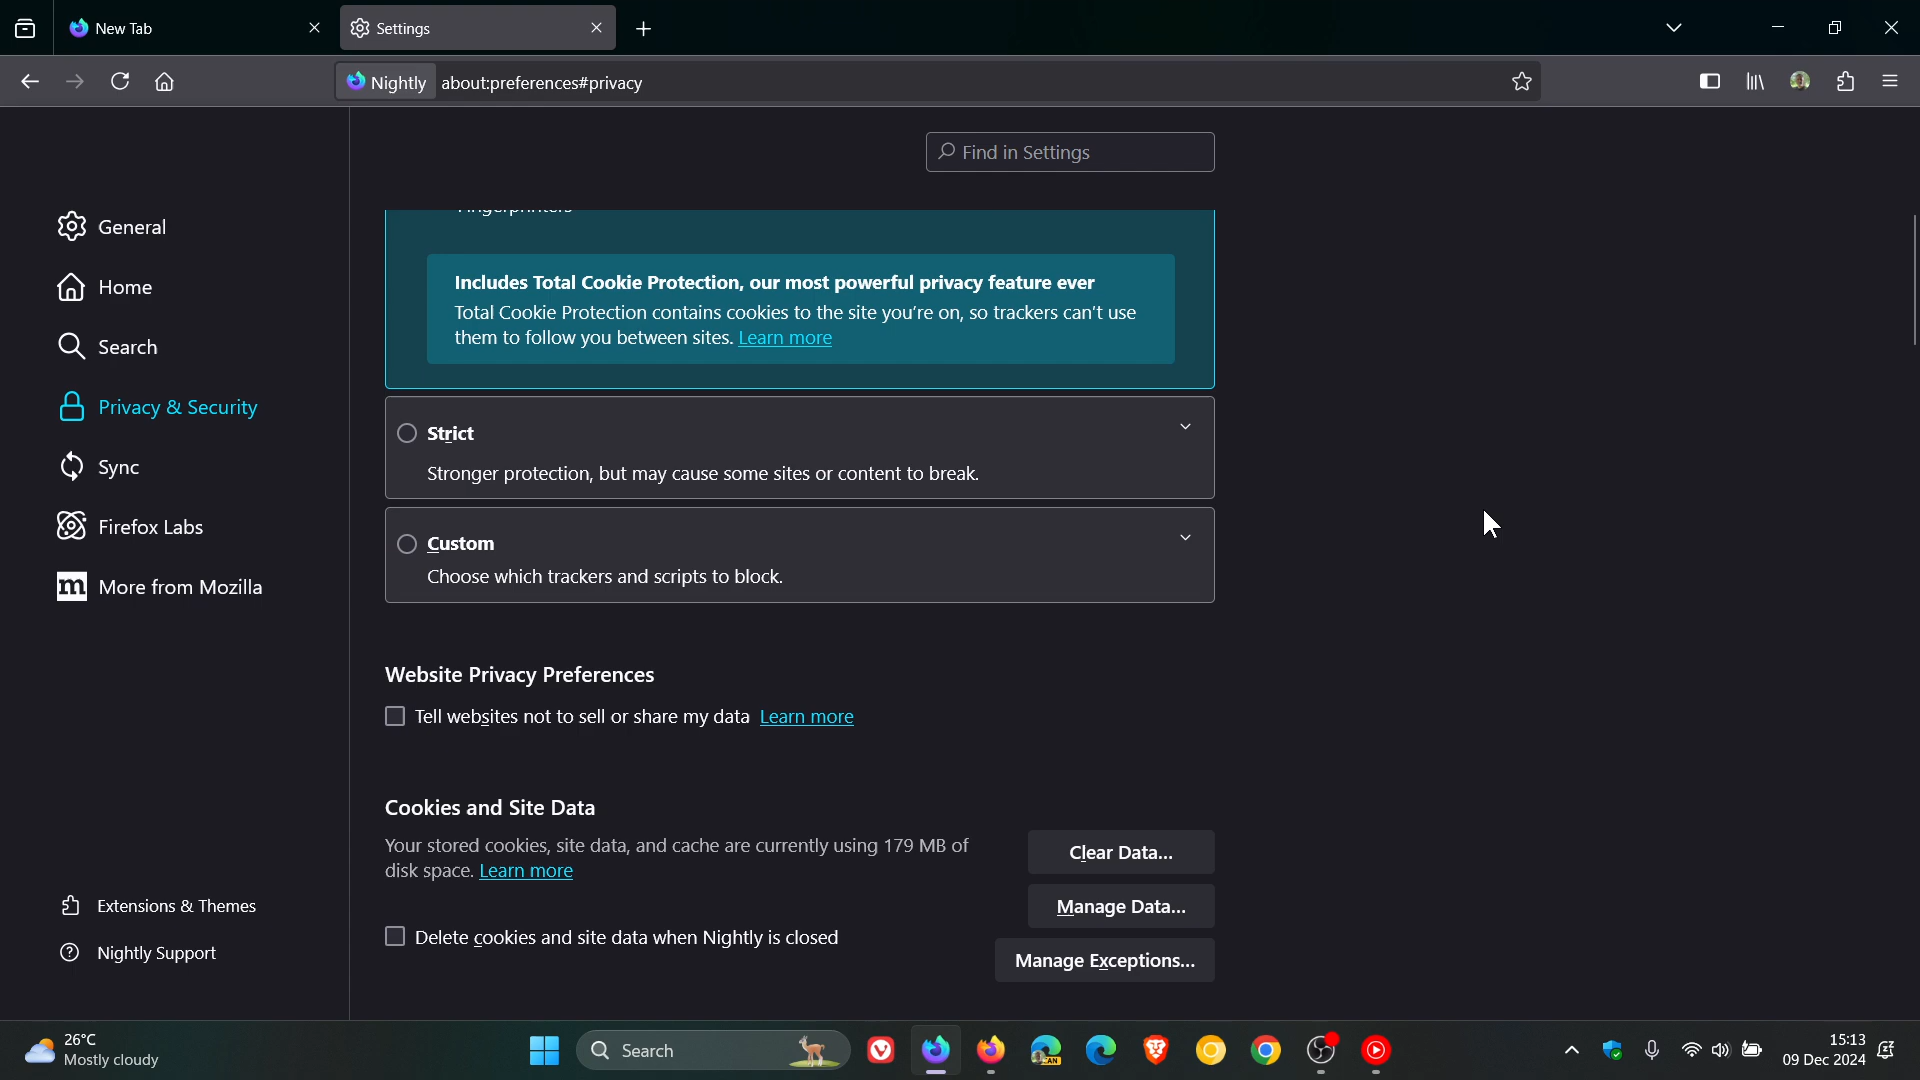 New Tab
Settings
Nightly
about:preferences#privacy
Find in Settings
General
Home
Search
Privacy & Security
Sync
Firefox Labs
More from Mozilla
Extensions & Themes
Nightly Support
Fingerprinters
Includes Total Cookie Protection, our most powerful privacy feature ever
Total Cookie Protection contains cookies to the site you're on, so trackers can't use
them to follow you between sites. Learn more
Strict
Stronger protection, but may cause some sites or content to break.
Custom
Choose which trackers and scripts to block.
Website Privacy Preferences
Tell websites not to sell or share my data Learn more
Cookies and Site Data
Your stored cookies, site data, and cache are currently using 179 MB of
disk space. Learn more
Clear Data...
Manage Data...
Delete cookies and site data when Nightly is closed
Manage Exceptions...
26°C
Mostly cloudy
Search
CAN
15:13
09 Dec 2024